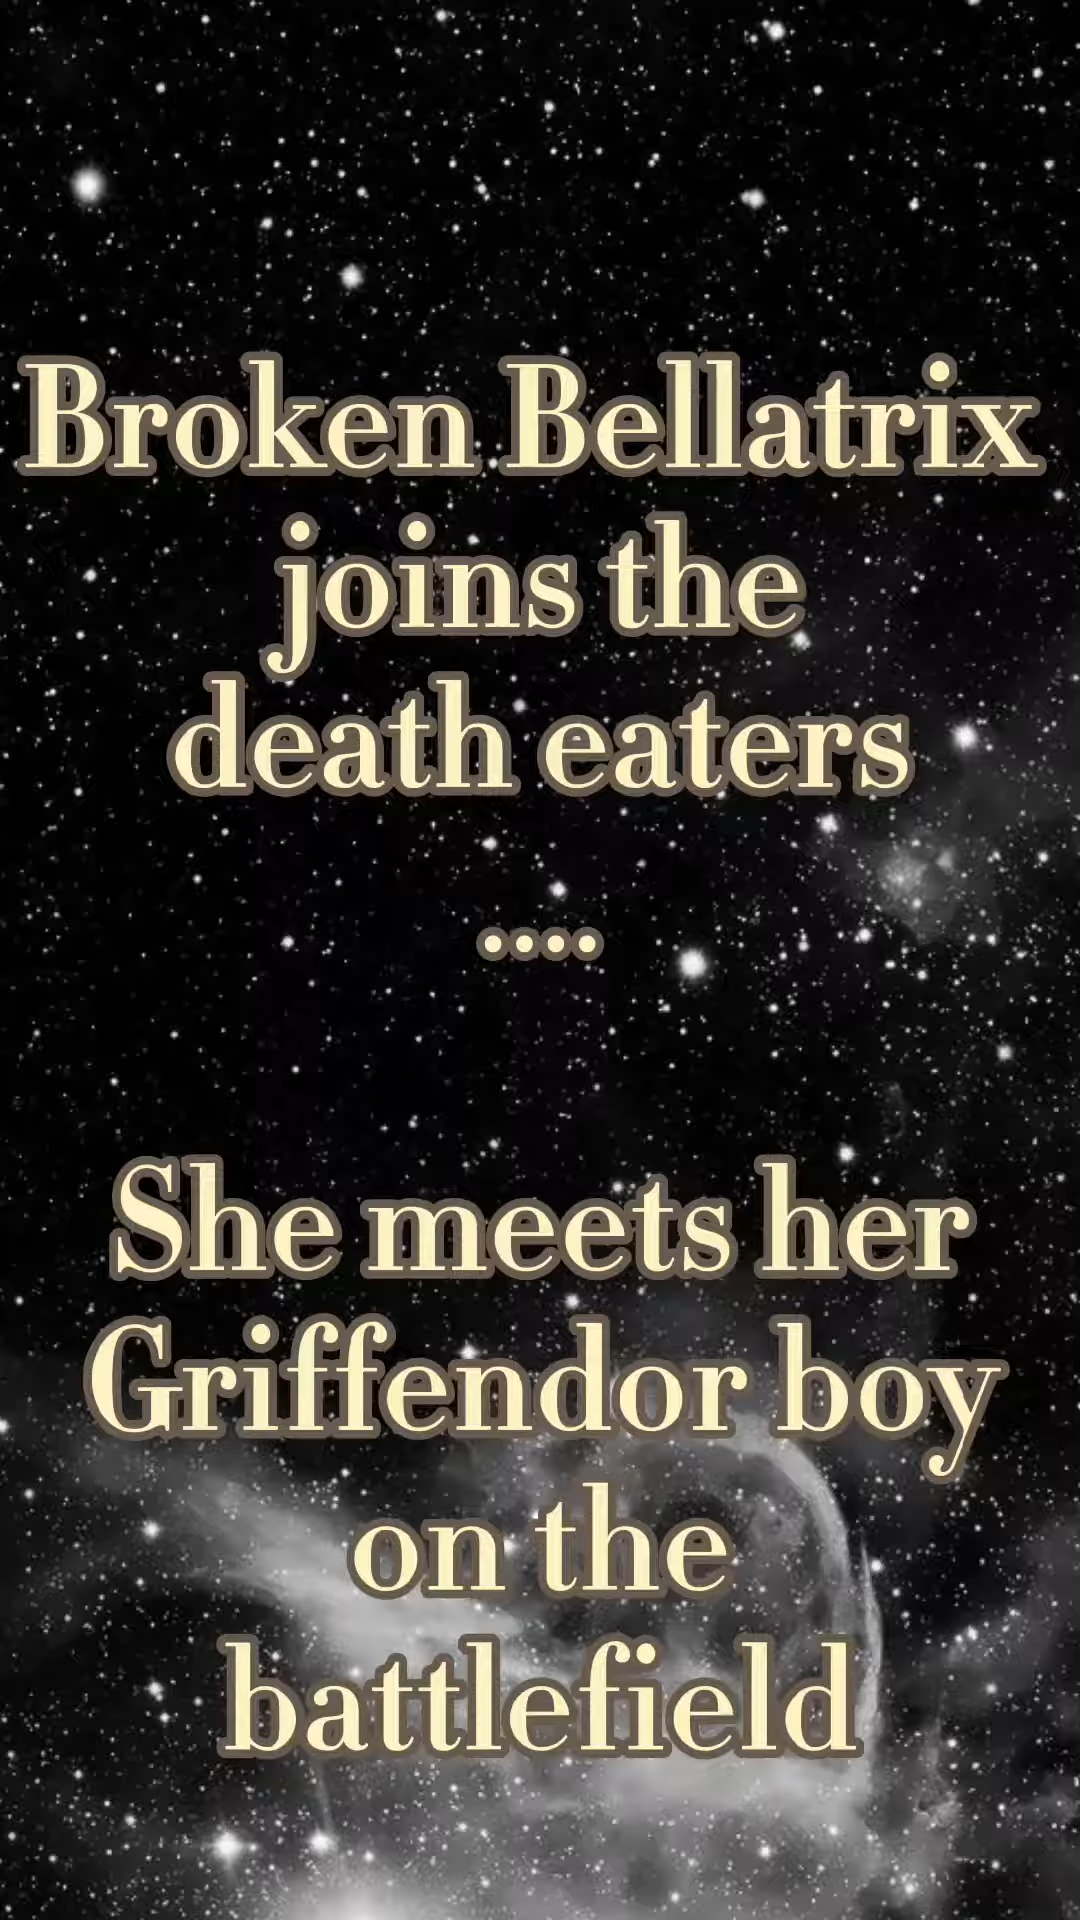 Broken Bellatrix
joins the
death eaters
....
She meets her
Griffendor boy
on the
battlefield